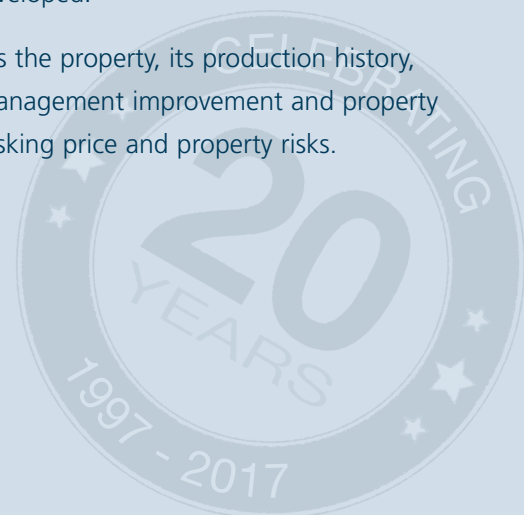 veloped.
s the property, its production history,
anagement improvement and property
sking price and property risks.
CELEBRATING
20
YEARS
1997 - 2017